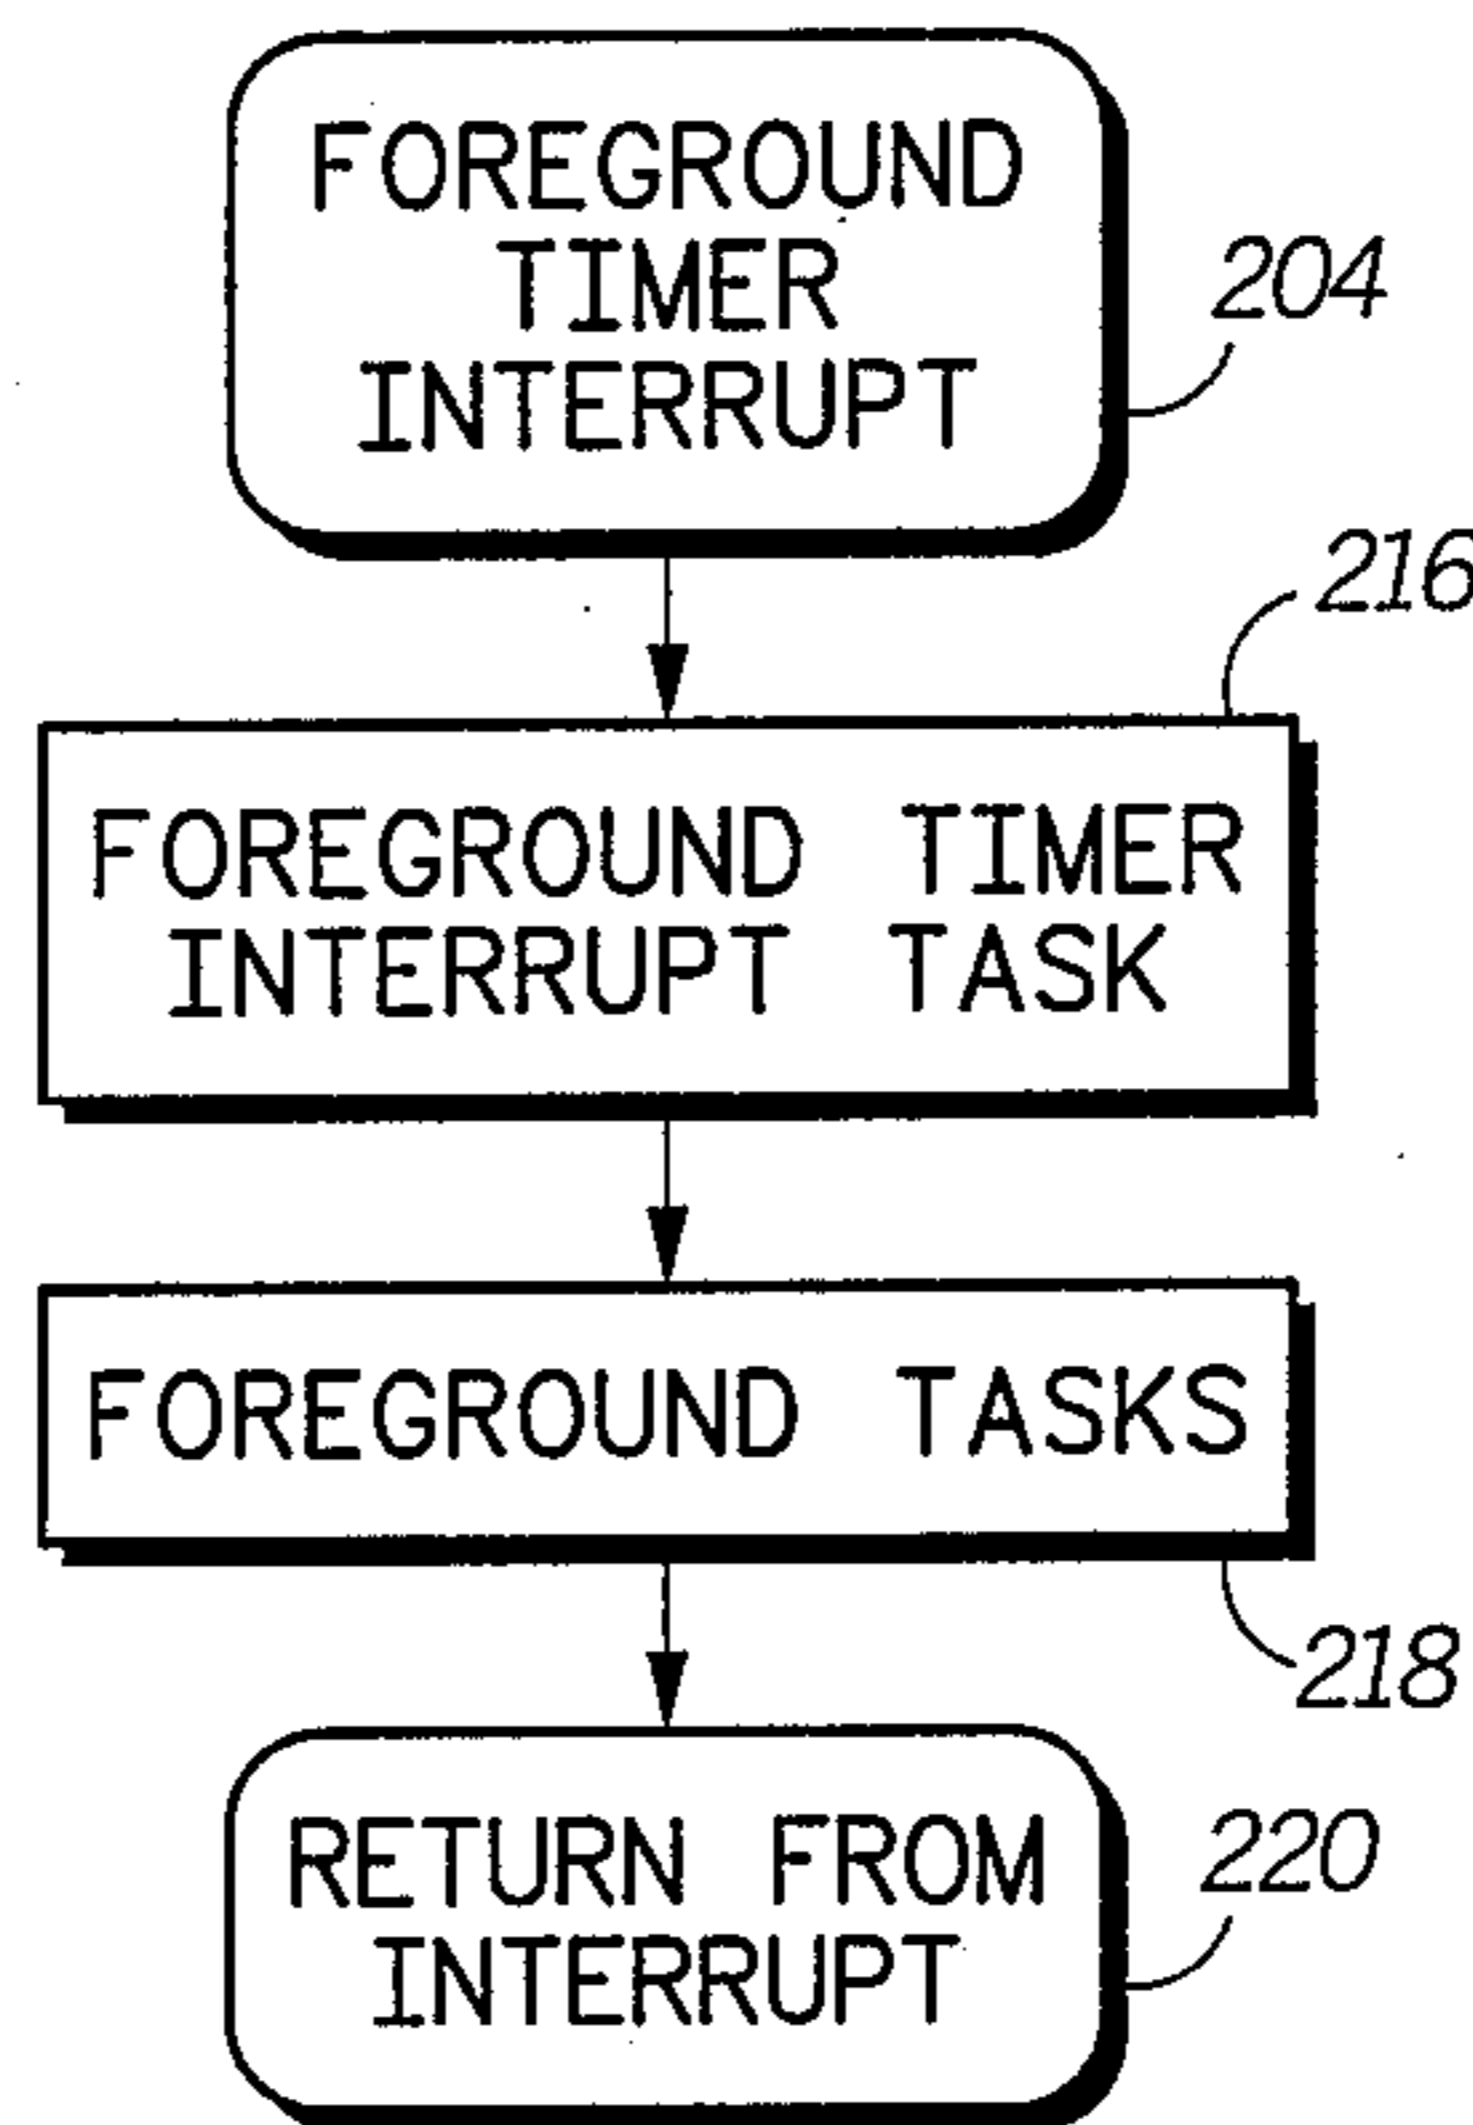 FOREGROUND
TIMER
INTERRUPT
204
216
FOREGROUND TIMER
INTERRUPT TASK
FOREGROUND TASKS
218
RETURN FROM
INTERRUPT
220